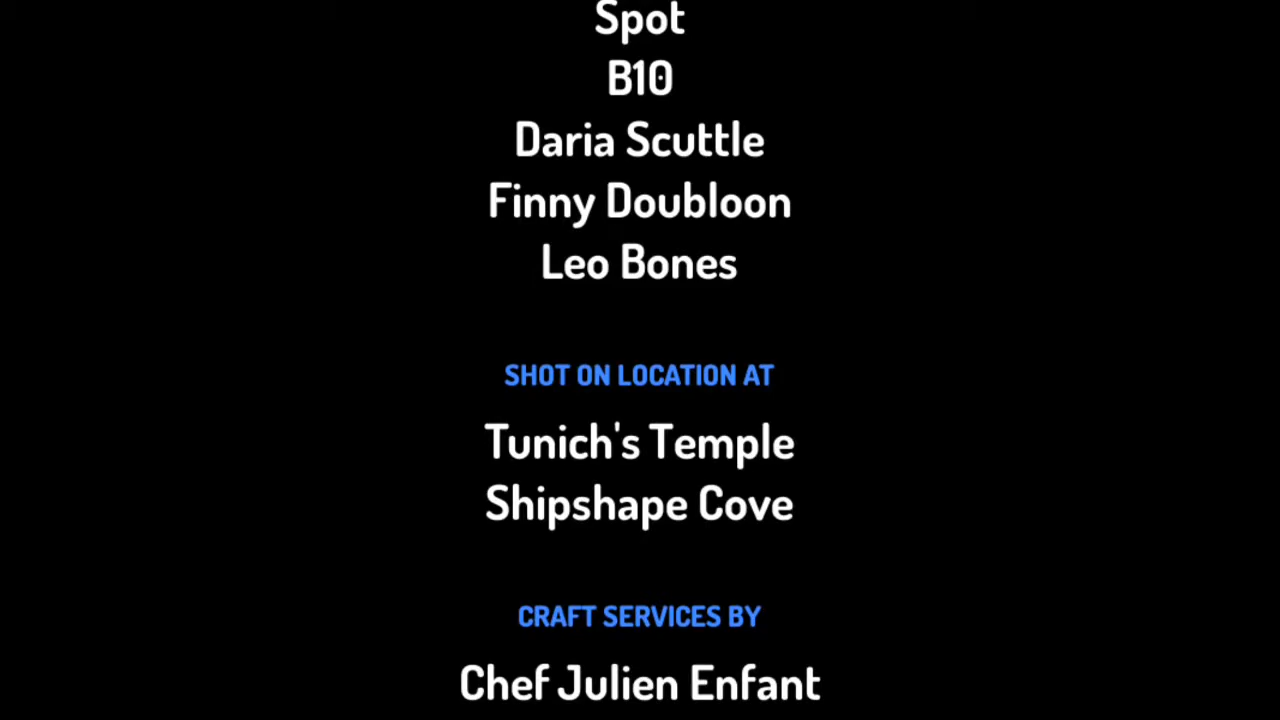 Spot
B10
Daria Scuttle
Finny Doubloon
Leo Bones
SHOT ON LOCATION AT
Tunich's Temple
Shipshape Cove
CRAFT SERVICES BY
Chef Julien Enfant